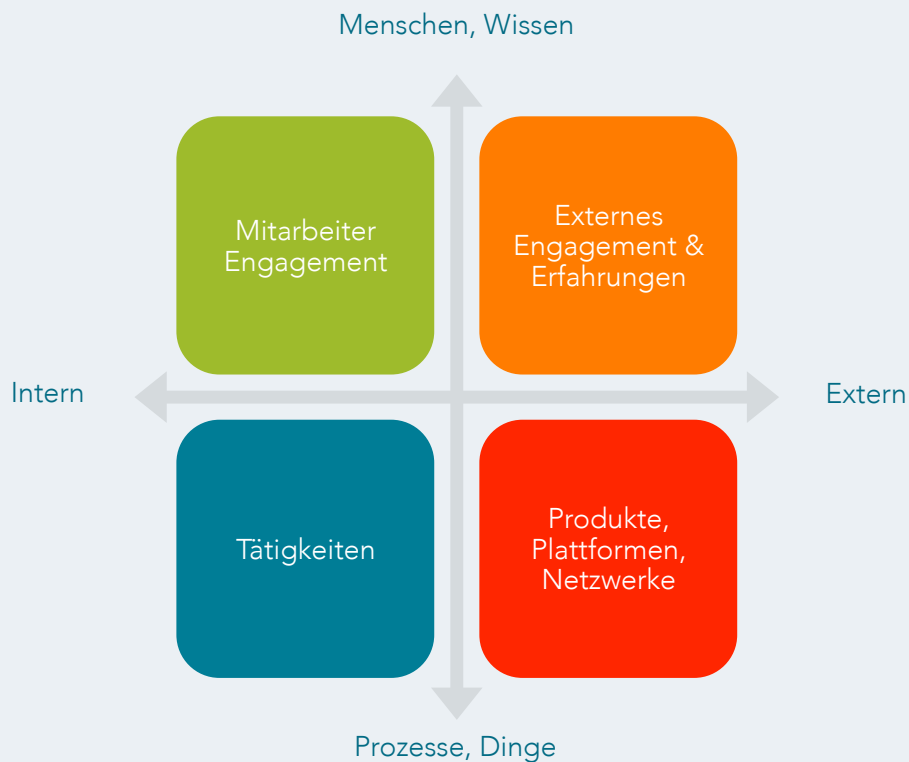 Menschen, Wissen
Mitarbeiter
Engagement
Externes
Engagement &
Erfahrungen
Intern
Extern
Tätigkeiten
Produkte,
Plattformen,
Netzwerke
Prozesse, Dinge